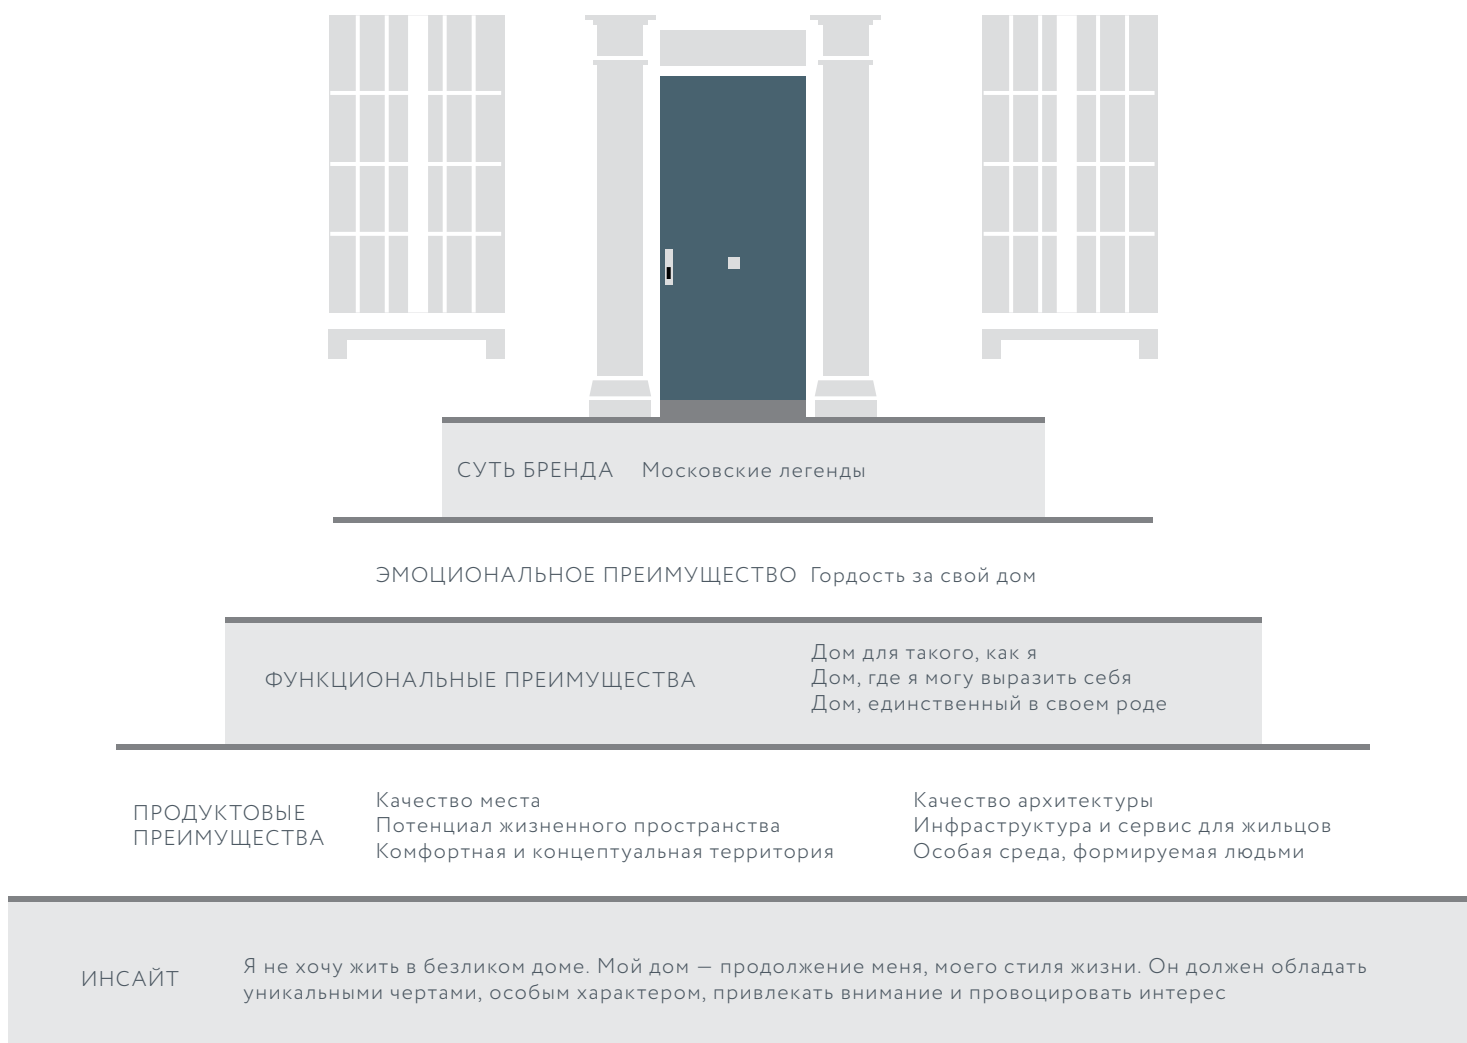 СУТЬ БРЕНДА Московские легенды
ЭМОЦИОНАЛЬНОЕ ПРЕИМУЩЕСТВО Гордость за свой дом
ФУНКЦИОНАЛЬНЫЕ ПРЕИМУЩЕСТВА
Дом для такого, как я
Дом, где я могу выразить себя
Дом, единственный в своем роде
ПРОДУКТОВЫЕ
ПРЕИМУЩЕСТВА
Качество места
Потенциал жизненного пространства
Комфортная и концептуальная территория
Качество архитектуры
Инфраструктура и сервис для жильцов
Особая среда, формируемая людьми
ИНСАЙТ
Я не хочу жить в безликом доме. Мой дом — продолжение меня, моего стиля жизни. Он должен обладать
уникальными чертами, особым характером, привлекать внимание и провоцировать интерес